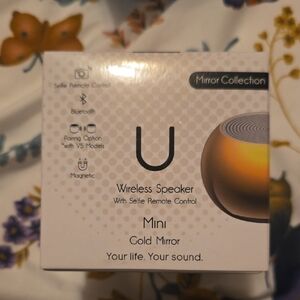 Mirror Collection
Selfie Remote Control
Bluetooth
Pairing Option
*with V5 Models
Magnetic
U
Wireless Speaker
With Selfie Remote Control
Mini
Gold Mirror
Your life. Your sound.